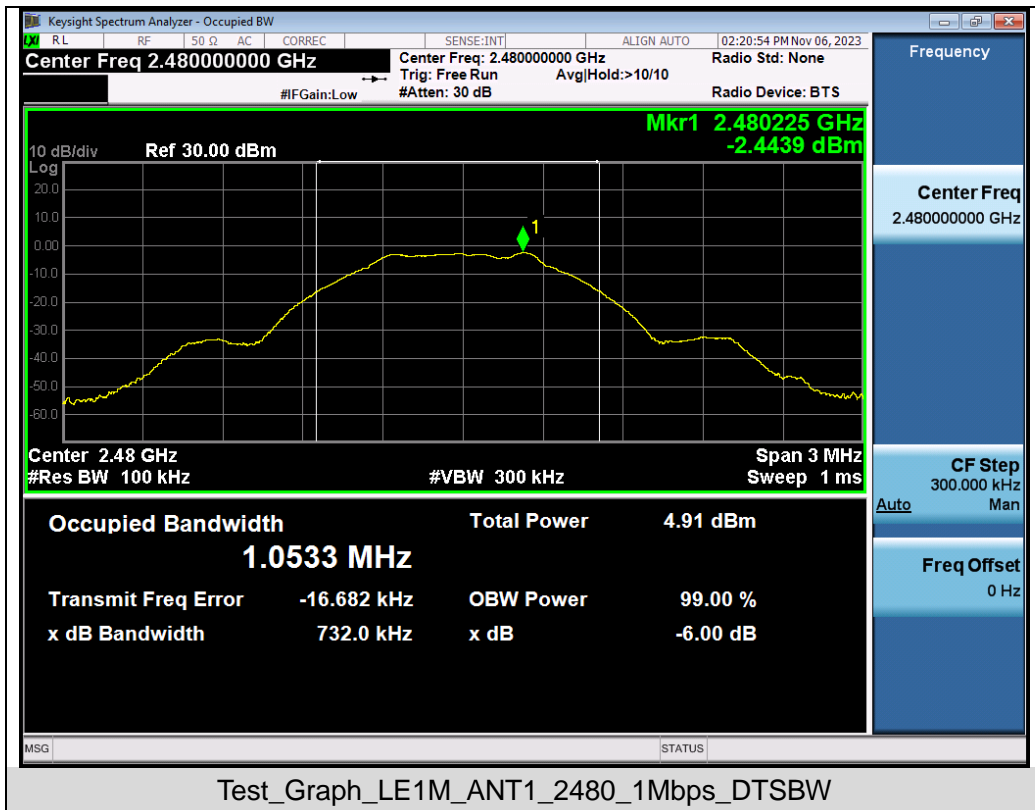 Keysight Spectrum Analyzer - Occupied BW
LXI RL RF 50 Ω AC CORREC SENSE:INT ALIGN AUTO 02:20:54 PM Nov 06, 2023
Center Freq 2.480000000 GHz
Center Freq: 2.480000000 GHz Radio Std: None
Trig: Free Run Avg|Hold:>10/10
#IFGain:Low #Atten: 30 dB Radio Device: BTS
Mkr1 2.480225 GHz
-2.4439 dBm
10 dB/div Ref 30.00 dBm
Log
20.0
10.0
0.00
-10.0
-20.0
-30.0
-40.0
-50.0
-60.0
1
Center 2.48 GHz Span 3 MHz
#Res BW 100 kHz #VBW 300 kHz Sweep 1 ms
Occupied Bandwidth Total Power 4.91 dBm
1.0533 MHz
Transmit Freq Error -16.682 kHz OBW Power 99.00 %
x dB Bandwidth 732.0 kHz x dB -6.00 dB
Frequency
Center Freq
2.480000000 GHz
CF Step
300.000 kHz
Auto Man
Freq Offset
0 Hz
MSG STATUS
Test_Graph_LE1M_ANT1_2480_1Mbps_DTSBW